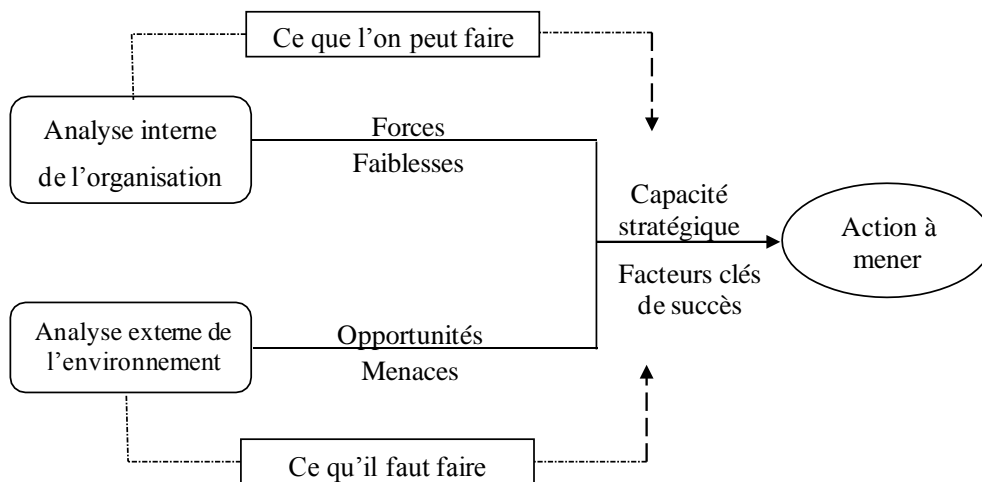 Ce que l'on peut faire
Analyse interne
de l'organisation
Forces
Faiblesses
Capacité
stratégique
Facteurs clés
de succès
Action à
mener
Analyse externe de
l'environnement
Opportunités
Menaces
Ce qu'il faut faire